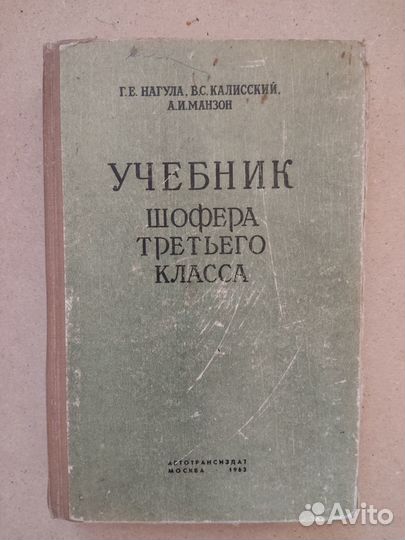 Г.Е. НАГУЛА, В.С. КАЛИССКИЙ,
А.И. МАНЗОН
УЧЕБНИК
ШОФЕРА
ТРЕТЬЕГО
КЛАССА
АВТОТРАНСИЗДАТ
МОСКВА - 1963
Avito